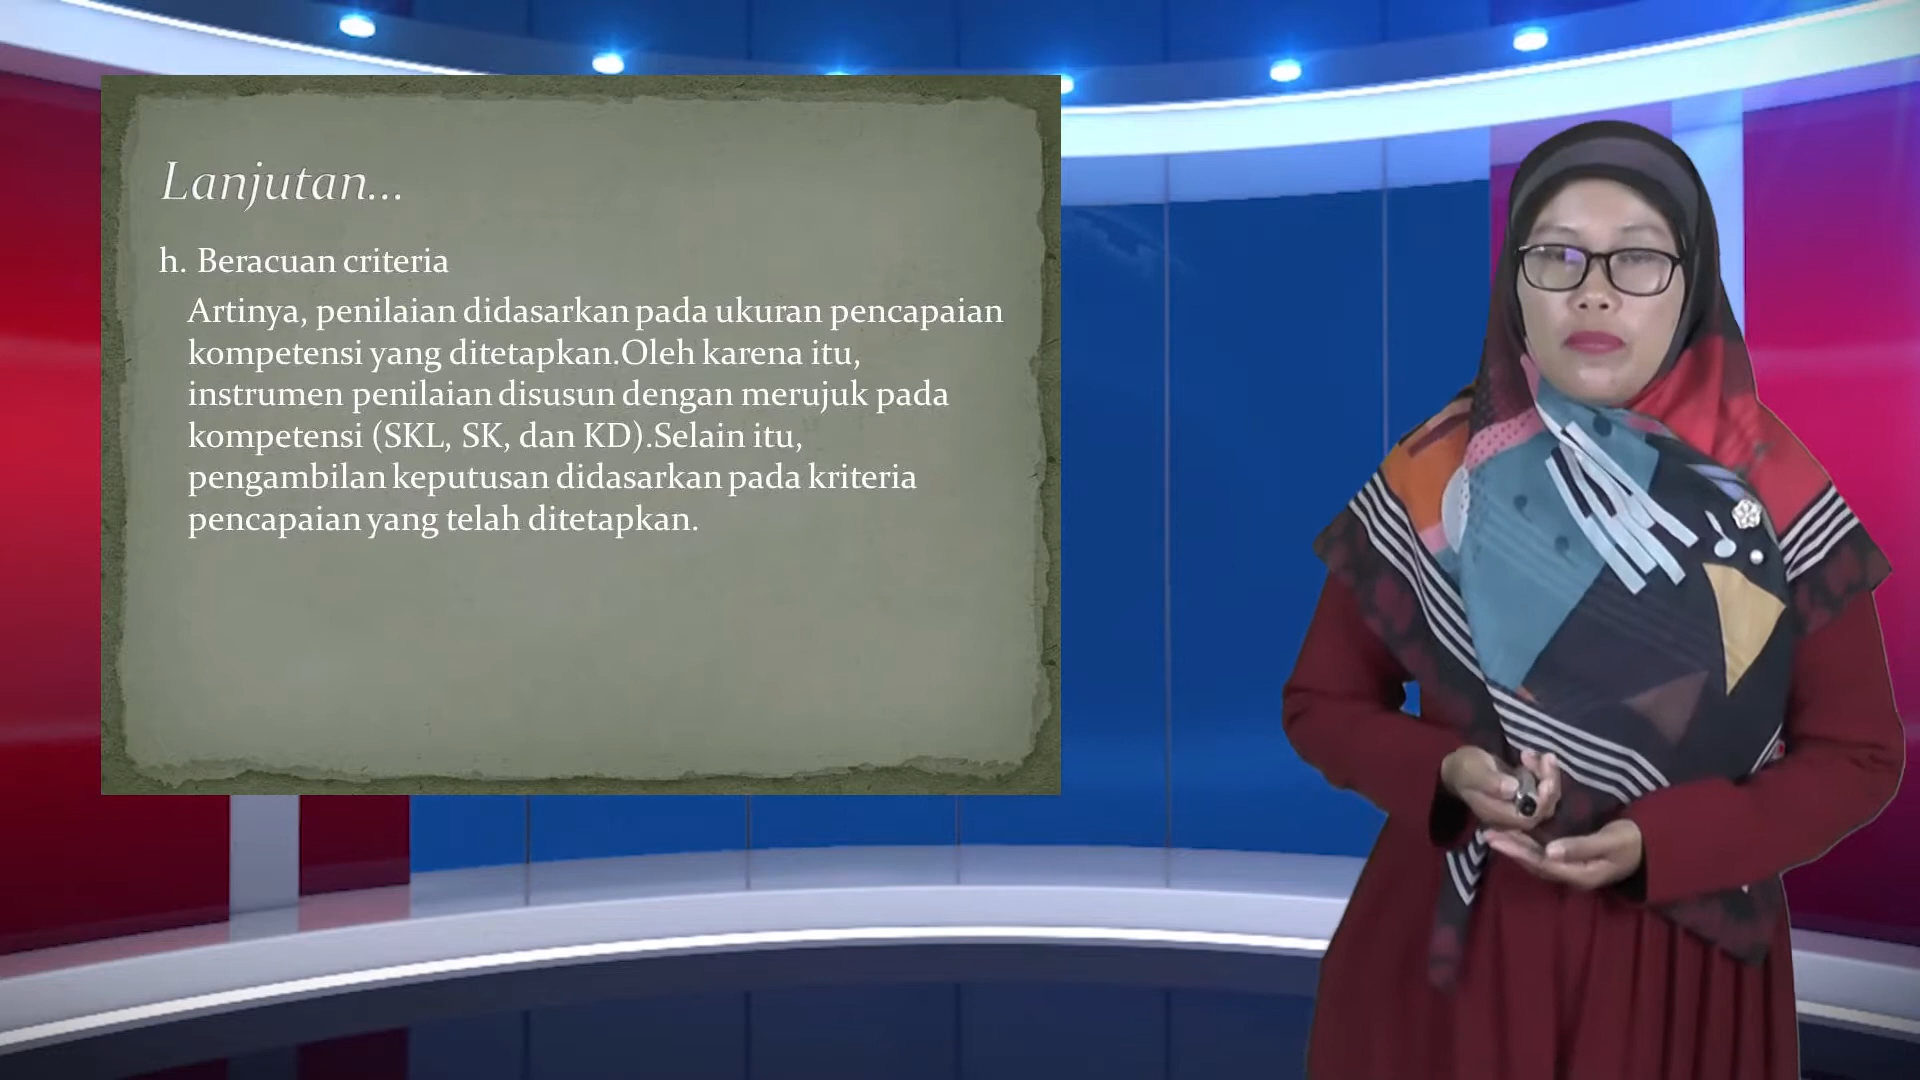 Lanjutan...
h. Beracuan criteria
Artinya, penilaian didasarkan pada ukuran pencapaian
kompetensi yang ditetapkan.Oleh karena itu,
instrumen penilaian disusun dengan merujuk pada
kompetensi (SKL, SK, dan KD).Selain itu,
pengambilan keputusan didasarkan pada kriteria
pencapaian yang telah ditetapkan.